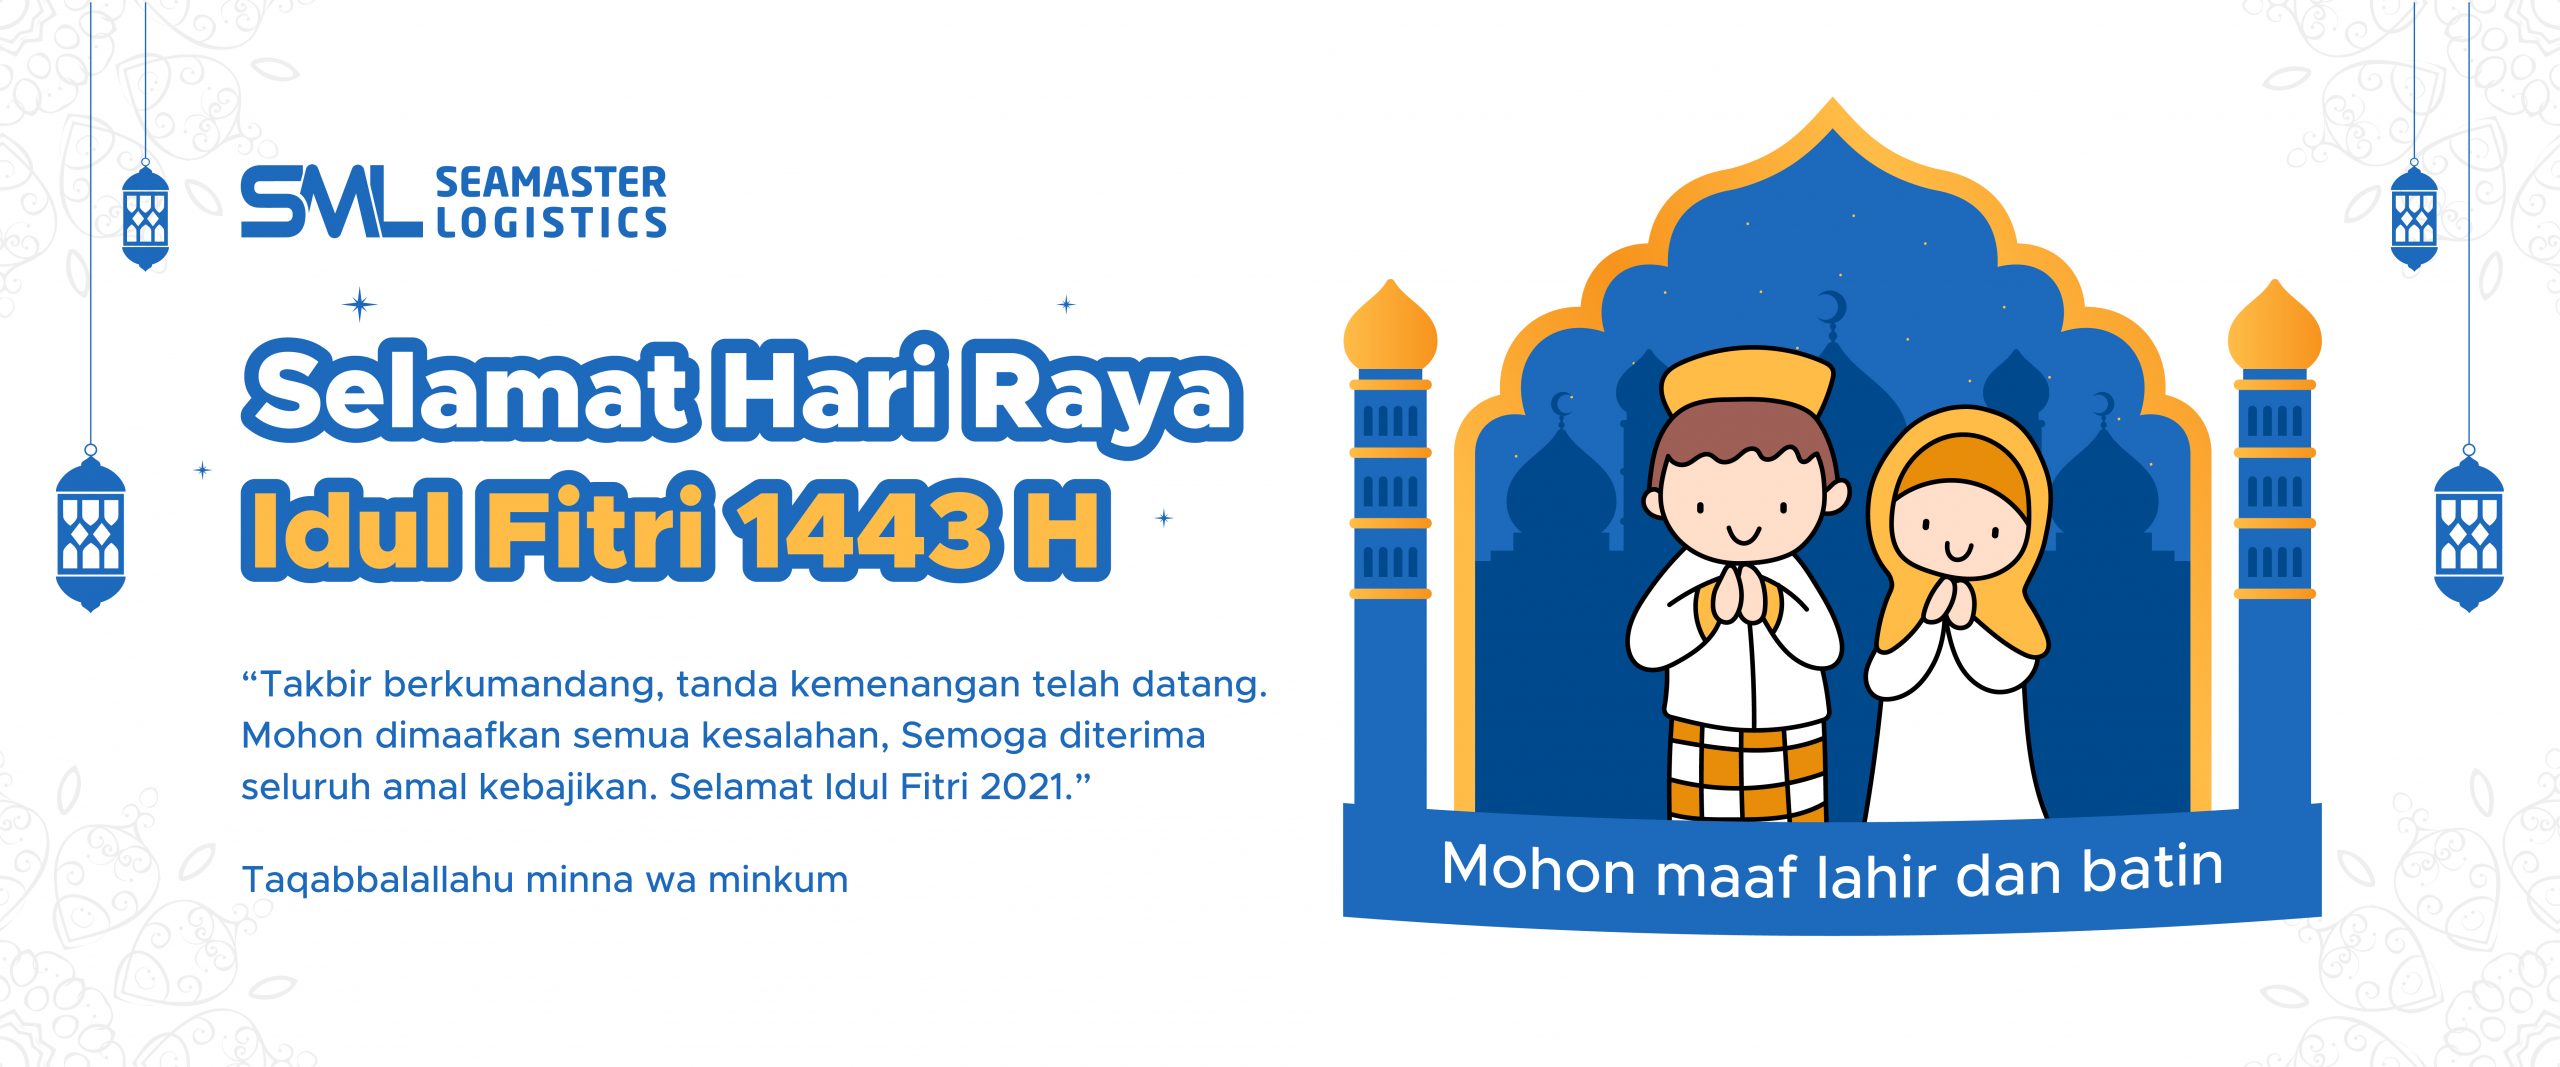 SML SEAMASTER
LOGISTICS
Selamat Hari Raya
Idul Fitri 1443 H
“Takbir berkumandang, tanda kemenangan telah datang.
Mohon dimaafkan semua kesalahan, Semoga diterima
seluruh amal kebajikan. Selamat Idul Fitri 2021.”
Taqabbalallahu minna wa minkum
Mohon maaf lahir dan batin